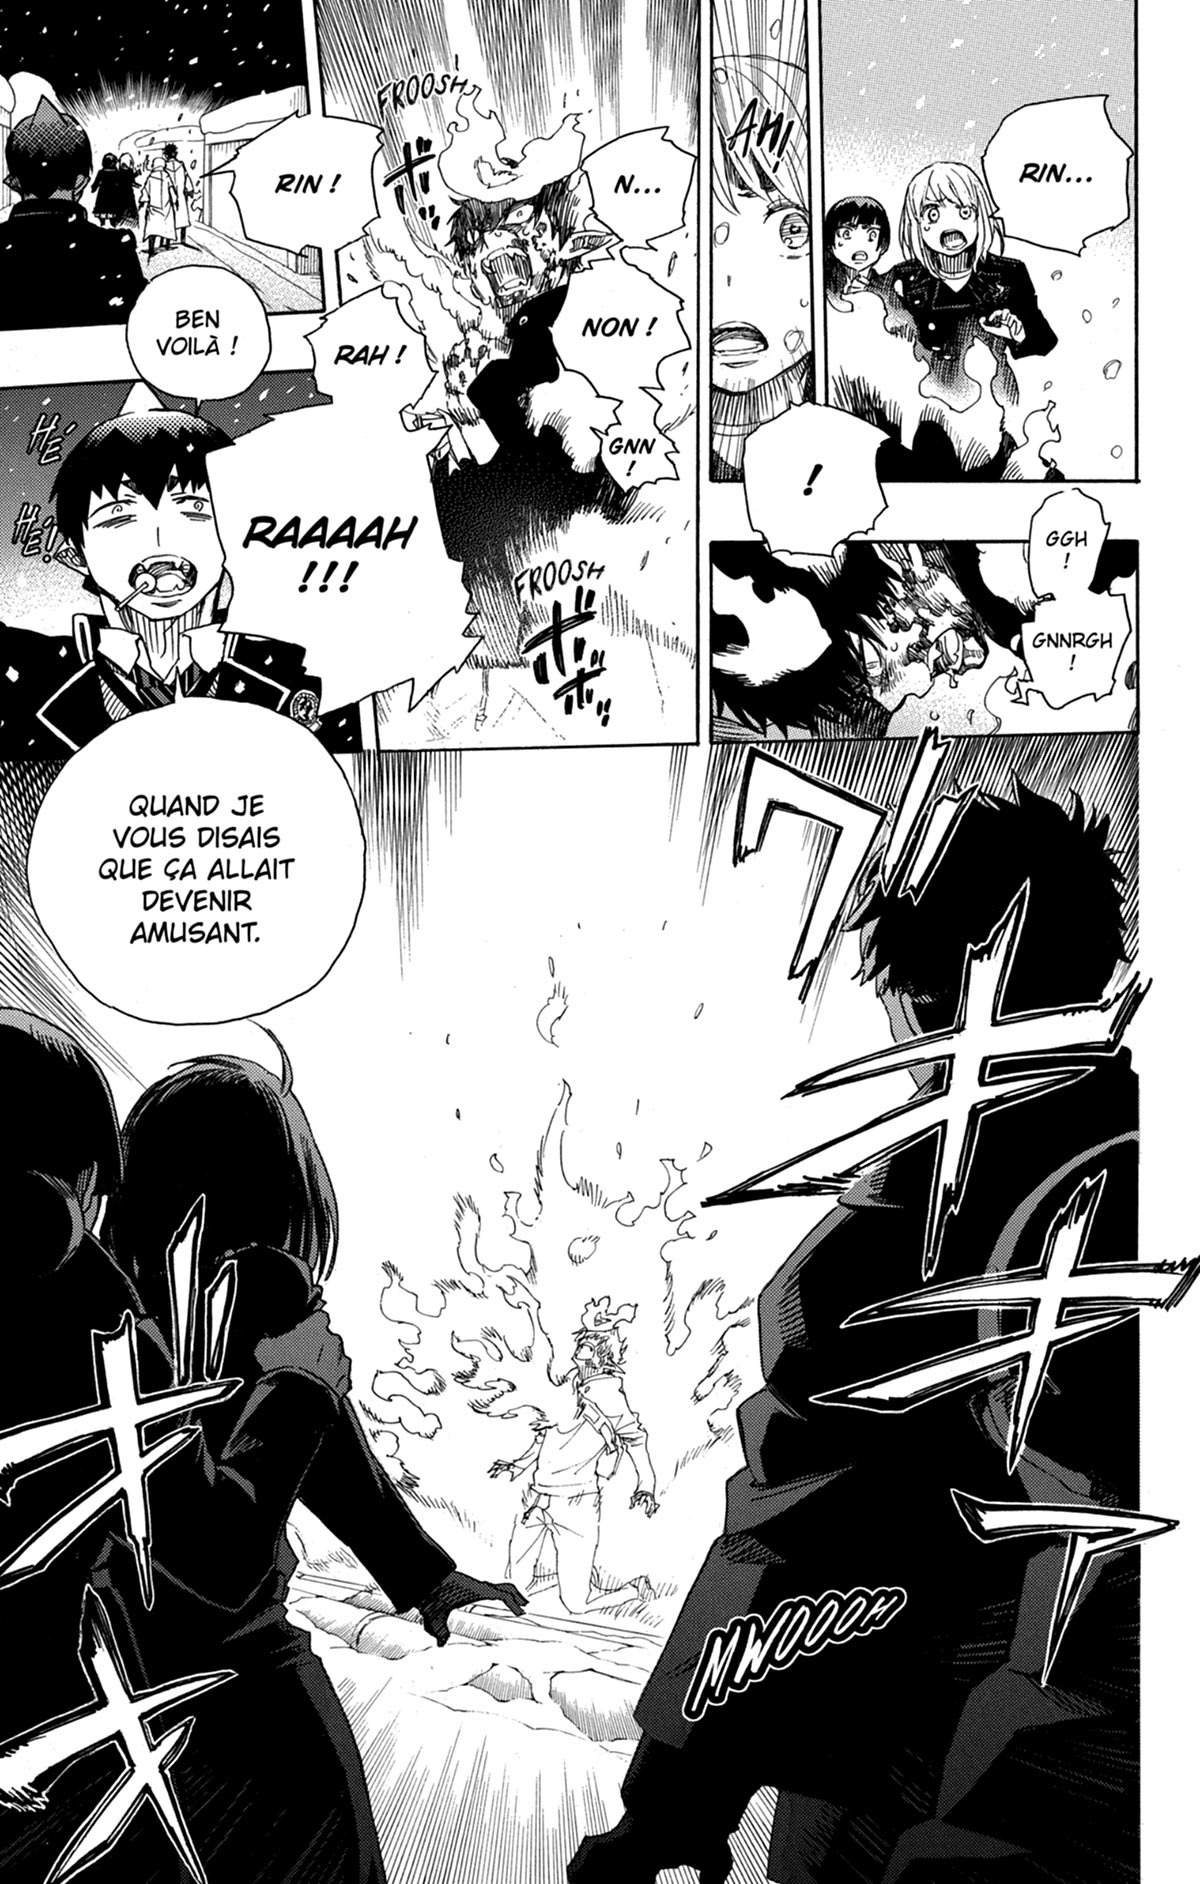 RIN...
AH!
!
GGH
!
GNNRGH
!
FROOSH
N...
NON !
GNN
!
RAH !
RAAAAH
!!!
FROOSH
RIN !
BEN
VOILÀ !
HÉ
HÉ!
QUAND JE
VOUS DISAIS
QUE ÇA ALLAIT
DEVENIR
AMUSANT.
MWOOOH